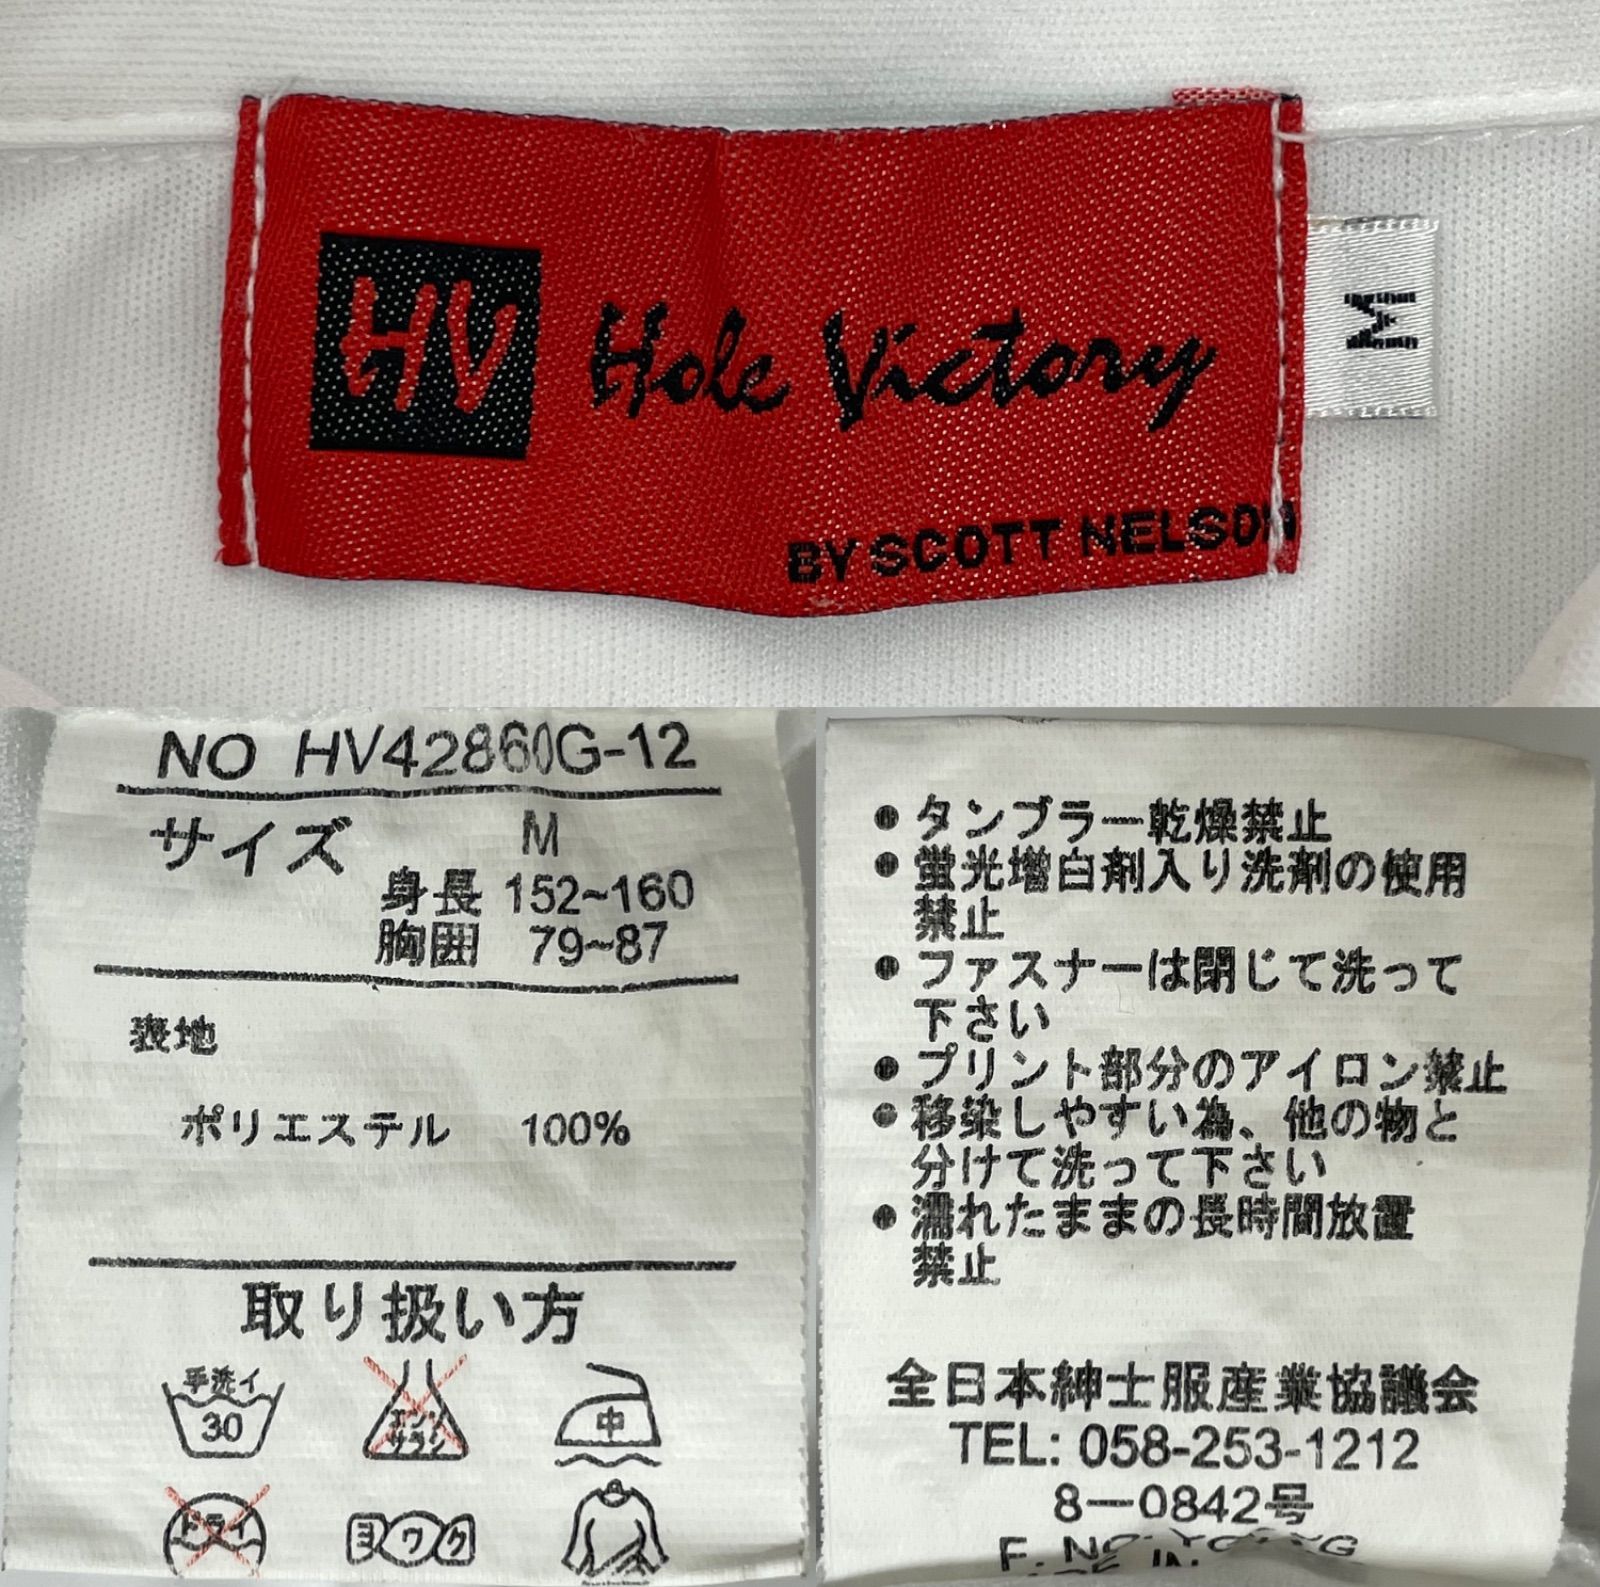 HV Hole Victory
BY SCOTT NELSON
M
NO HV42860G-12
サイズ M
身長 152~160
胸囲 79~87
表地
ポリエステル 100%
取り扱い方
手洗イ
30
エンソ
サラシ
中
ドライ
ヨワク
● タンブラー乾燥禁止
● 蛍光増白剤入り洗剤の使用
禁止
● ファスナーは閉じて洗って
下さい
● プリント部分のアイロン禁止
● 移染しやすい為、他の物と
分けて洗って下さい
● 濡れたままの長時間放置
禁止
全日本紳士服産業協議会
TEL: 058-253-1212
8—0842号